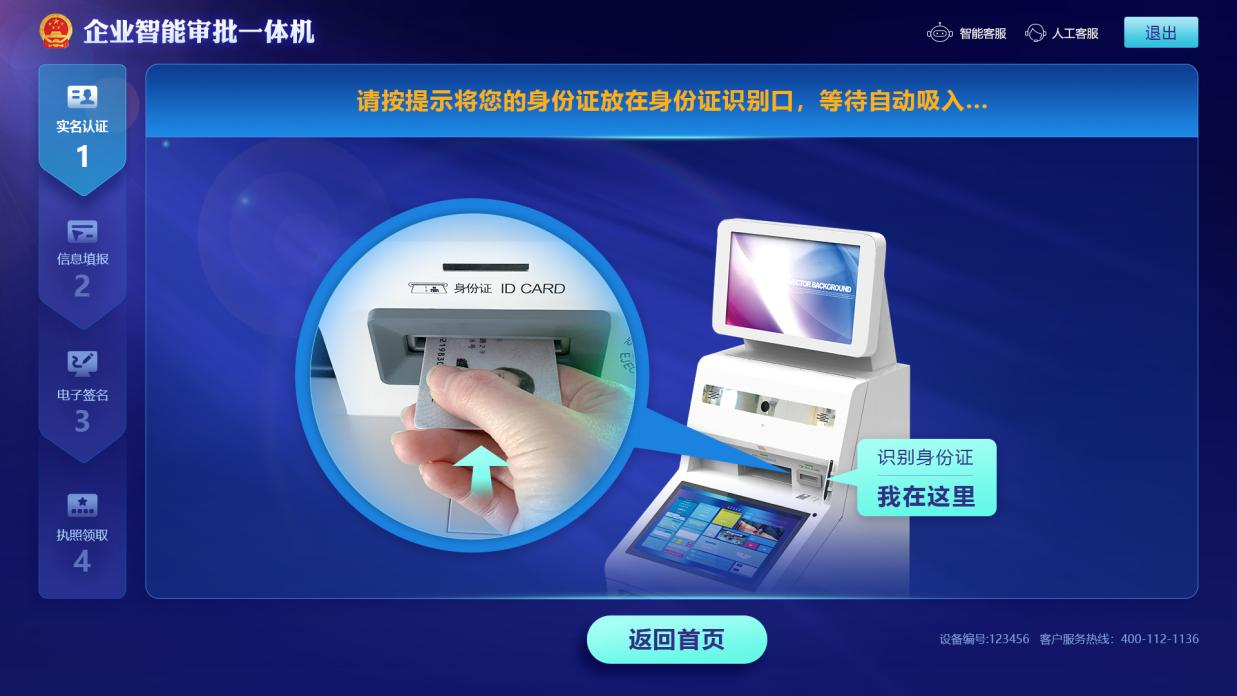 企业智能审批一体机
智能客服
人工客服
退出
实名认证
1
信息填报
2
电子签名
3
执照领取
4
请按提示将您的身份证放在身份证识别口，等待自动吸入...
身份证 ID CARD
VECTOR BACKGROUND
识别身份证
我在这里
返回首页
设备编号:123456 客户服务热线：400-112-1136